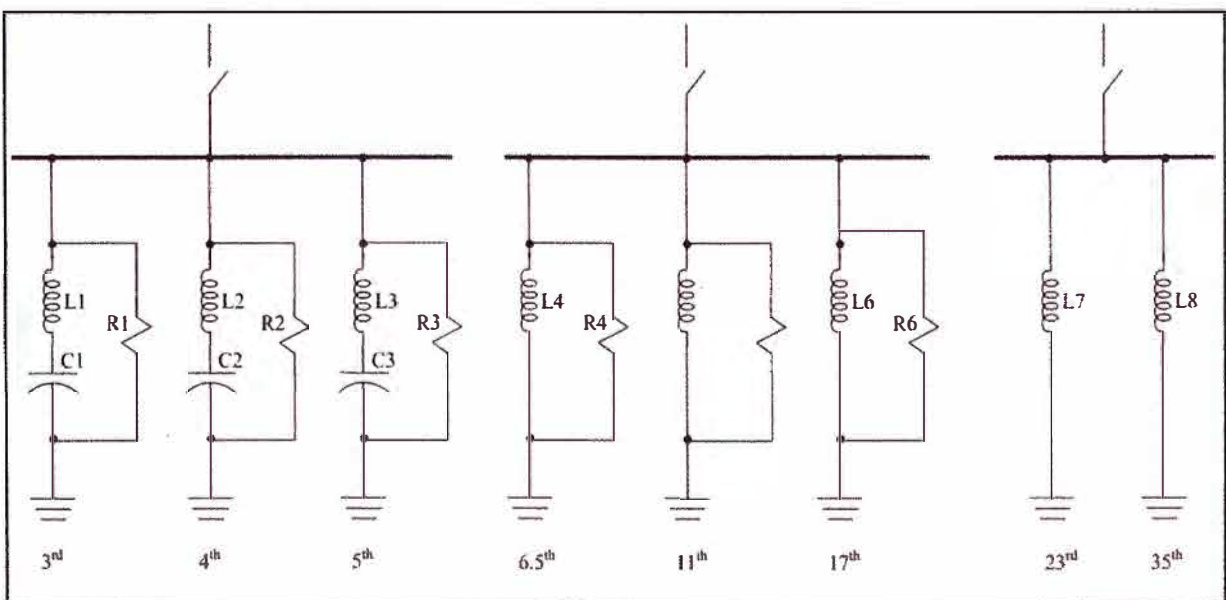 L1 L2 L3 L4 L6 L7 L8
R1 R2 R3 R4 R6
C1 C2 C3
3rd 4th 5th 6.5th 11th 17th 23rd 35th